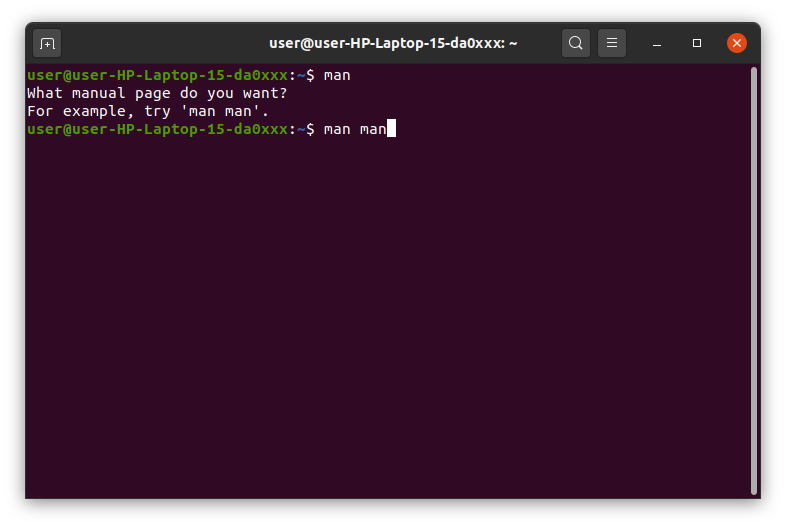 user@user-HP-Laptop-15-da0xxx: ~
user@user-HP-Laptop-15-da0xxx:~$ man
What manual page do you want?
For example, try 'man man'.
user@user-HP-Laptop-15-da0xxx:~$ man man